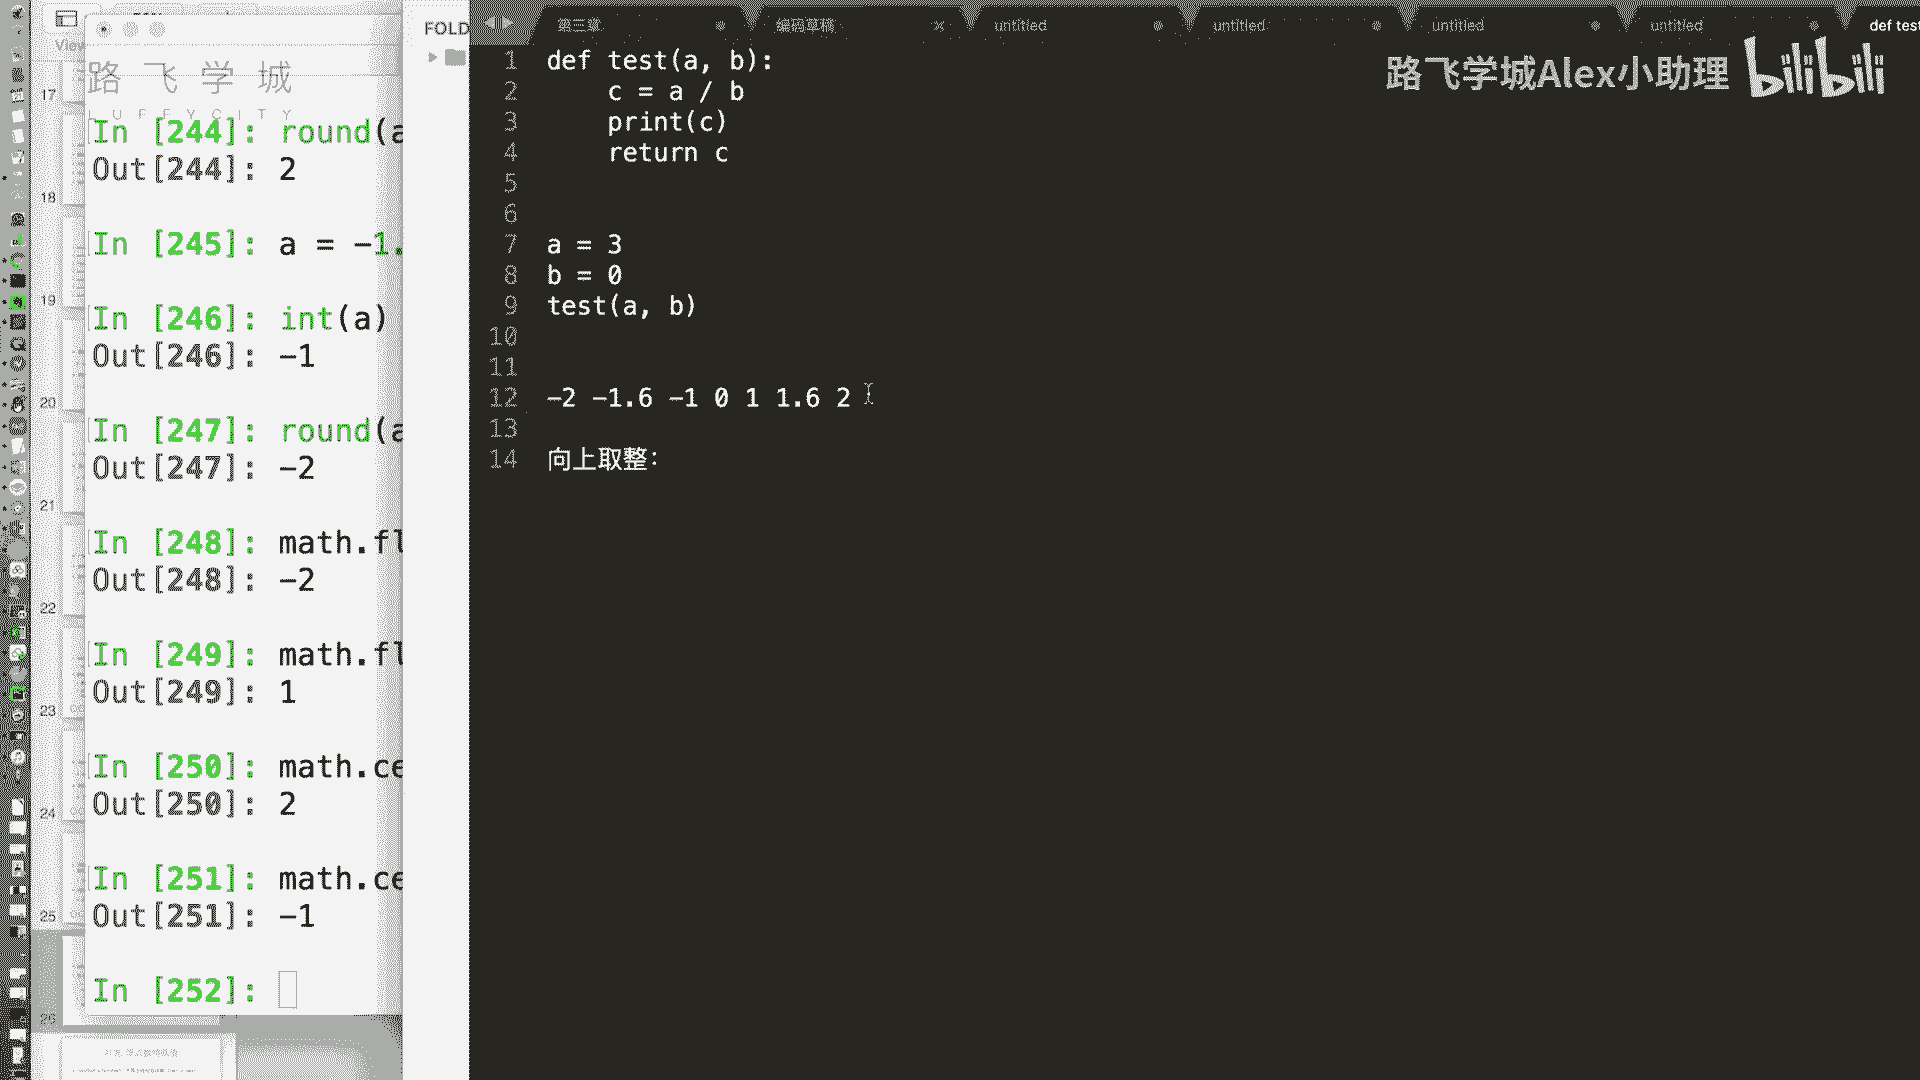 View
FOLD
第三章
编码草稿
untitled
untitled
untitled
untitled
def test
路飞学城Alex小助理 bilibili
路飞学城
LUFFYCITY
17
18
19
20
21
22
23
24
25
26
In [244]: round(a
Out[244]: 2
In [245]: a = -1.
In [246]: int(a)
Out[246]: -1
In [247]: round(a
Out[247]: -2
In [248]: math.fl
Out[248]: -2
In [249]: math.fl
Out[249]: 1
In [250]: math.ce
Out[250]: 2
In [251]: math.ce
Out[251]: -1
In [252]:
1 def test(a, b):
2 c = a / b
3 print(c)
4 return c
5
6
7 a = 3
8 b = 0
9 test(a, b)
10
11
12 -2 -1.6 -1 0 1 1.6 2
13
14 向上取整: